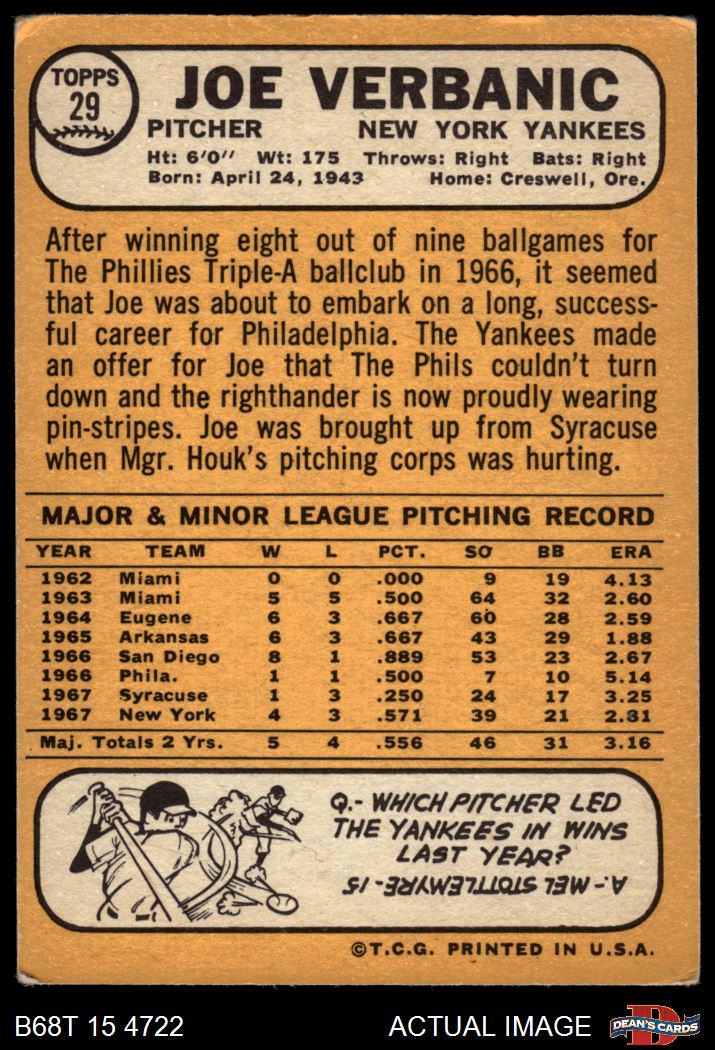 TOPPS
29
JOE VERBANIC
PITCHER NEW YORK YANKEES
Ht: 6'0" Wt: 175 Throws: Right Bats: Right
Born: April 24, 1943 Home: Creswell, Ore.
After winning eight out of nine ballgames for
The Phillies Triple-A ballclub in 1966, it seemed
that Joe was about to embark on a long, success-
ful career for Philadelphia. The Yankees made
an offer for Joe that The Phils couldn't turn
down and the righthander is now proudly wearing
pin-stripes. Joe was brought up from Syracuse
when Mgr. Houk's pitching corps was hurting.
MAJOR & MINOR LEAGUE PITCHING RECORD
YEAR TEAM W L PCT. SO BB ERA
1962 Miami 0 0 .000 9 19 4.13
1963 Miami 5 5 .500 64 32 2.60
1964 Eugene 6 3 .667 60 28 2.59
1965 Arkansas 6 3 .667 43 29 1.88
1966 San Diego 8 1 .889 53 23 2.67
1966 Phila. 1 1 .500 7 10 5.14
1967 Syracuse 1 3 .250 24 17 3.25
1967 New York 4 3 .571 39 21 2.81
Maj. Totals 2 Yrs. 5 4 .556 46 31 3.16
Q.- WHICH PITCHER LED
THE YANKEES IN WINS
LAST YEAR?
A.- MEL STOTTLEMYRE-15
©T.C.G. PRINTED IN U.S.A.
B68T 15 4722 ACTUAL IMAGE DEAN'S CARDS